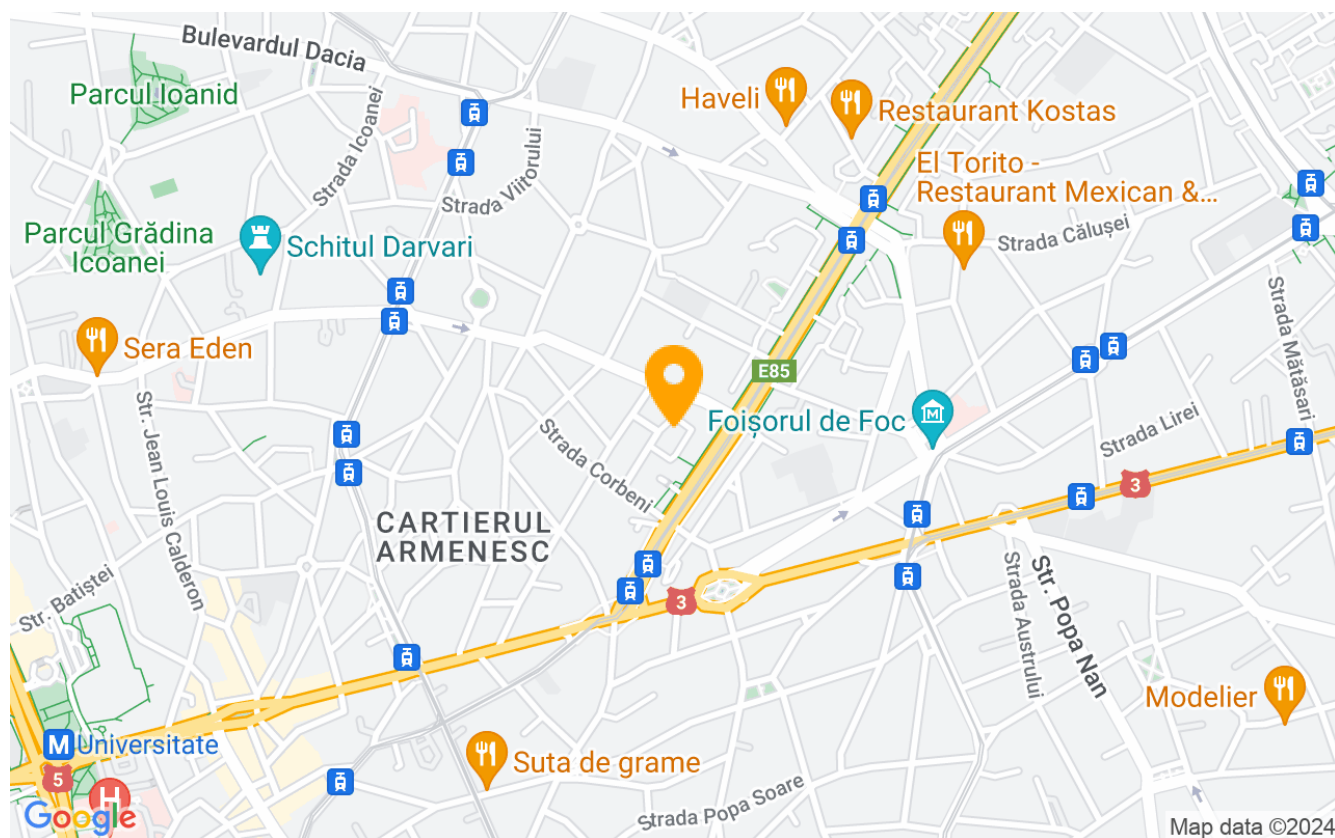 Bulevardul Dacia
Parcul Ioanid
Strada Icoanei
Haveli
Restaurant Kostas
El Torito -
Restaurant Mexican &...
Strada Viitorului
Parcul Grădina
Icoanei
Schitul Darvari
Strada Călușei
Strada Mătăsari
Sera Eden
E85
Foișorul de Foc
Strada Lirei
Str. Jean Louis Calderon
Strada Corbeni
3
CARTIERUL
ARMENESC
Str. Batiștei
3
Strada Austrului
Str. Popa Nan
Modelier
M
Universitate
Suta de grame
5
H
Strada Popa Soare
Google
Map data ©2024